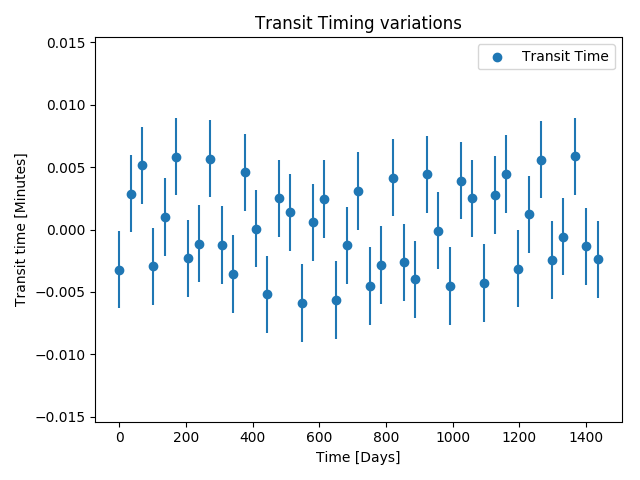 Transit Timing variations
Transit Time
0.015
0.010
0.005
0.000
−0.005
−0.010
−0.015
Transit time [Minutes]
0 200 400 600 800 1000 1200 1400
Time [Days]